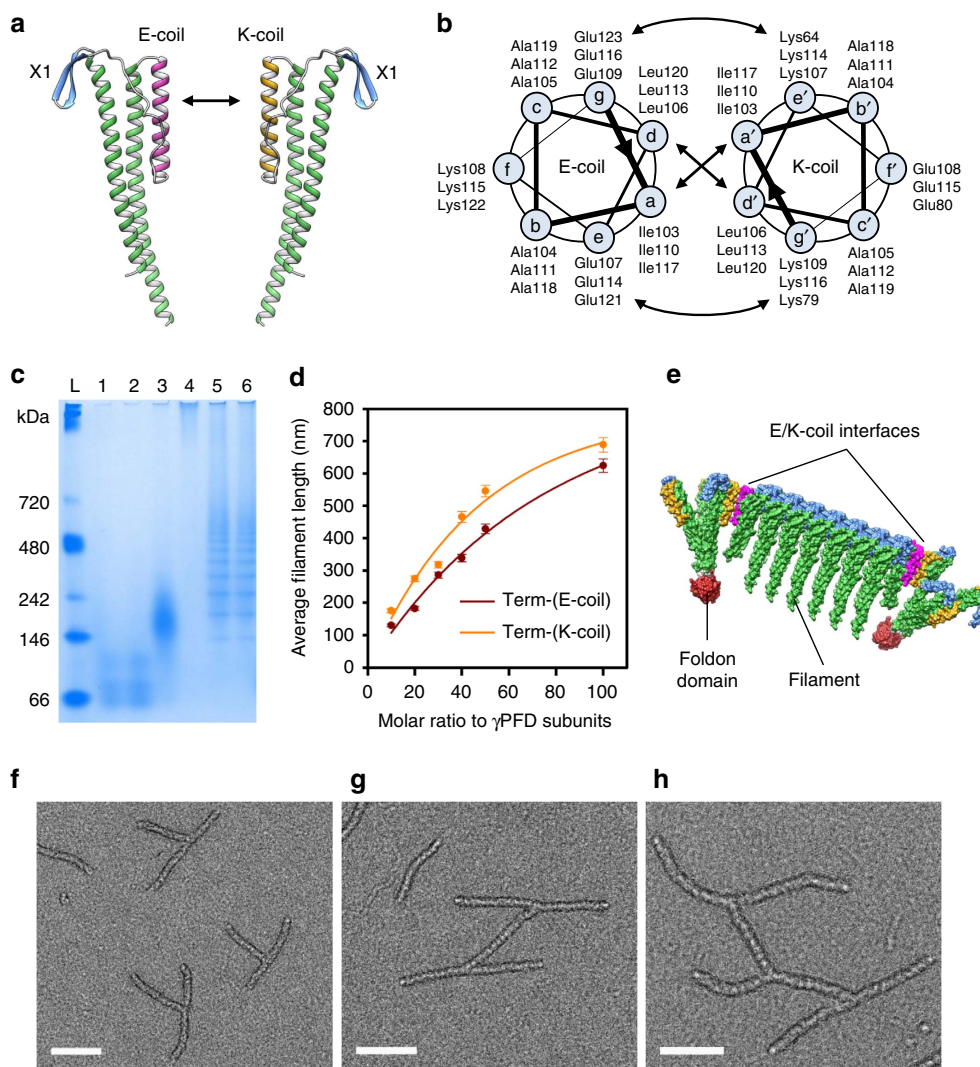 a
E-coil
K-coil
X1
X1
b
Ala119
Ala112
Ala105
Glu123
Glu116
Glu109
Leu120
Leu113
Leu106
Ile117
Ile110
Ile103
Lys64
Lys114
Lys107
Ala118
Ala111
Ala104
c
g
d
e′
b′
a′
Lys108
Lys115
Lys122
f
E-coil
K-coil
f′
Glu108
Glu115
Glu80
b
e
a
d′
g′
c′
Ala104
Ala111
Ala118
Glu107
Glu114
Glu121
Ile103
Ile110
Ile117
Leu106
Leu113
Leu120
Lys109
Lys116
Lys79
Ala105
Ala112
Ala119
c
L 1 2 3 4 5 6
kDa
720
480
242
146
66
d
Average filament length (nm)
800
700
600
500
400
300
200
100
0
Term-(E-coil)
Term-(K-coil)
0 20 40 60 80 100
Molar ratio to γPFD subunits
e
E/K-coil interfaces
Foldon
domain
Filament
f
g
h